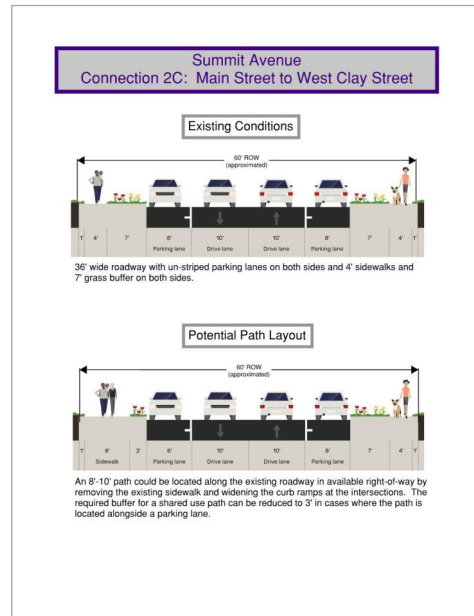 Summit Avenue
Connection 2C: Main Street to West Clay Street
Existing Conditions
60' ROW
(approximated)
1' 4' 7' 8' 10' 10' 8' 7' 4' 1'
Parking lane Drive lane Drive lane Parking lane
36' wide roadway with un-striped parking lanes on both sides and 4' sidewalks and
7' grass buffer on both sides.
Potential Path Layout
60' ROW
(approximated)
1' 8' 3' 8' 10' 10' 8' 7' 4' 1'
Sidewalk Parking lane Drive lane Drive lane Parking lane
An 8'-10' path could be located along the existing roadway in available right-of-way by
removing the existing sidewalk and widening the curb ramps at the intersections. The
required buffer for a shared use path can be reduced to 3' in cases where the path is
located alongside a parking lane.